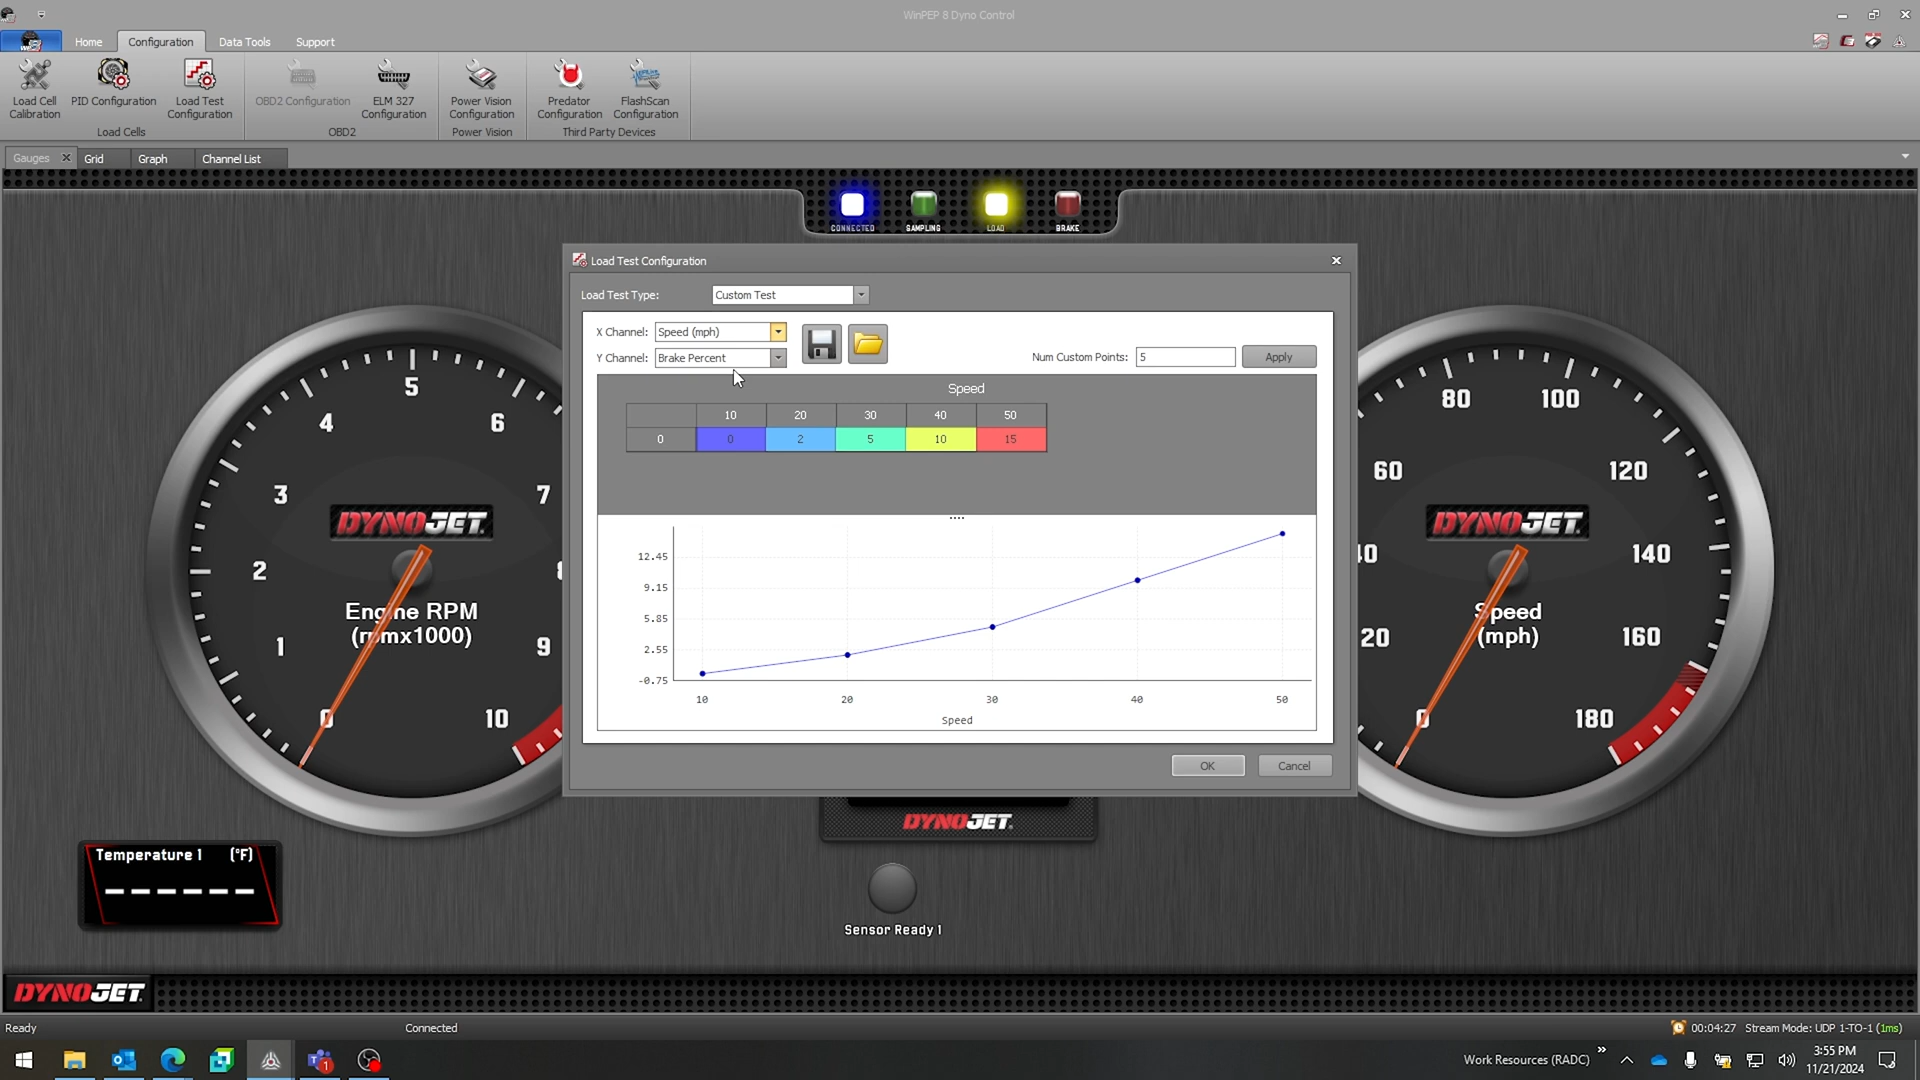 WinPEP 8 Dyno Control
Home
Configuration
Data Tools
Support
Load Cell
Calibration
PID Configuration
Load Test
Configuration
OBD2 Configuration
ELM 327
Configuration
Power Vision
Configuration
Predator
Configuration
FlashScan
Configuration
Load Cells
OBD2
Power Vision
Third Party Devices
Gauges
Grid
Graph
Channel List
CONNECTED
SAMPLING
LOAD
BRAKE
Load Test Configuration
Load Test Type:
Custom Test
X Channel:
Speed (mph)
Y Channel:
Brake Percent
Num Custom Points:
5
Apply
Speed
10 20 30 40 50
0 0 2 5 10 15
12.45
9.15
5.85
2.55
-0.75
10 20 30 40 50
Speed
OK
Cancel
0 1 2 3 4 5 6 7 9 10
DYNOJET
Engine RPM
(rpmx1000)
0 20 60 80 100 120 140 160 180
DYNOJET
Speed
(mph)
DYNOJET
Temperature 1 (°F)
Sensor Ready 1
DYNOJET
Ready
Connected
00:04:27
Stream Mode: UDP 1-TO-1 (1ms)
Work Resources (RADC)
3:55 PM
11/21/2024